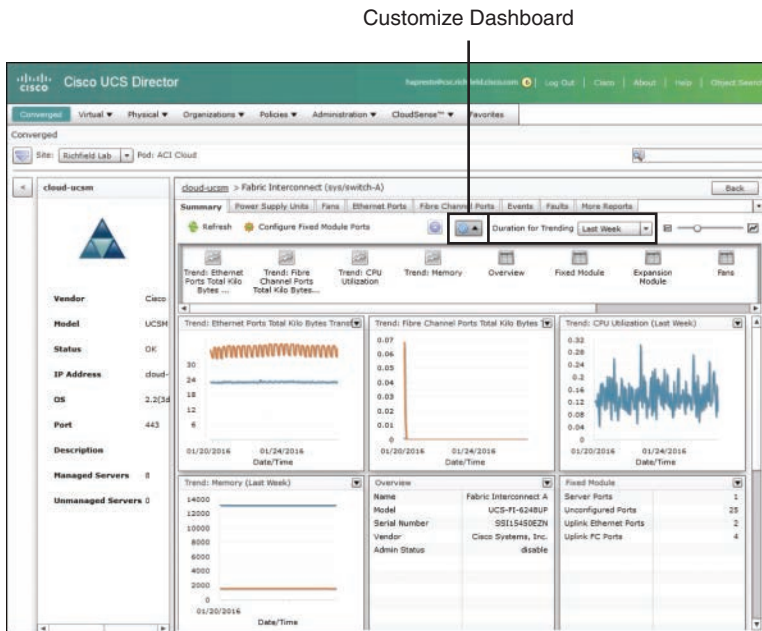 Customize Dashboard
CISCO
Cisco UCS Director
Log Out | Cisco | About | Help | Object Search
Converged Virtual Physical Organizations Policies Administration CloudSense™ Favorites
Converged
Site: Richfield Lab Pod: ACI Cloud
cloud-ucsm
cloud-ucsm > Fabric Interconnect (sys/switch-A)
Back
Summary Power Supply Units Fans Ethernet Ports Fibre Channel Ports Events Faults More Reports
Refresh Configure Fixed Module Ports Duration for Trending Last Week
Trend: Ethernet Ports Total Kilo Bytes ...
Trend: Fibre Channel Ports Total Kilo Bytes...
Trend: CPU Utilization
Trend: Memory
Overview
Fixed Module
Expansion Module
Fans
Vendor Cisco
Model UCSM
Status OK
IP Address cloud-
OS 2.2(3d
Port 443
Description
Managed Servers 8
Unmanaged Servers 0
Trend: Ethernet Ports Total Kilo Bytes Transf
30
24
18
12
6
01/20/2016 01/24/2016
Date/Time
Trend: Fibre Channel Ports Total Kilo Bytes T
0.07
0.06
0.05
0.04
0.03
0.02
0.01
0
01/20/2016 01/24/2016
Date/Time
Trend: CPU Utilization (Last Week)
0.32
0.28
0.24
0.2
0.16
0.12
0.08
0.04
0
01/20/2016 01/24/2016
Date/Time
Trend: Memory (Last Week)
14000
12000
10000
8000
6000
4000
2000
0
01/20/2016
Date/Time
Overview
Name Fabric Interconnect A
Model UCS-FI-6248UP
Serial Number SSI15450EZN
Vendor Cisco Systems, Inc.
Admin Status disable
Fixed Module
Server Ports 1
Unconfigured Ports 25
Uplink Ethernet Ports 2
Uplink FC Ports 4